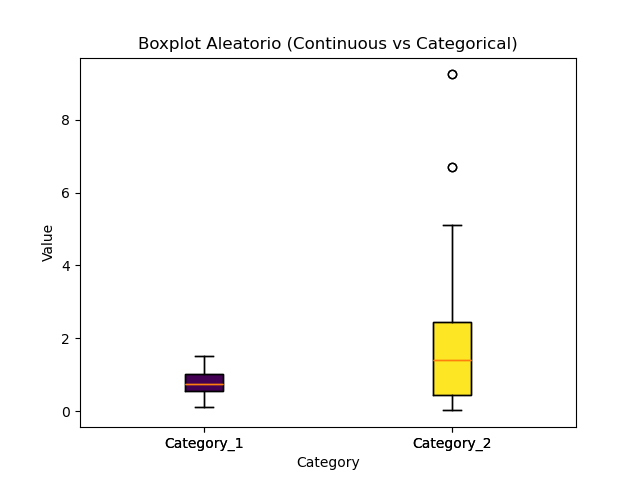 Boxplot Aleatorio (Continuous vs Categorical)
Value
8
6
4
2
0
Category_1
Category_2
Category